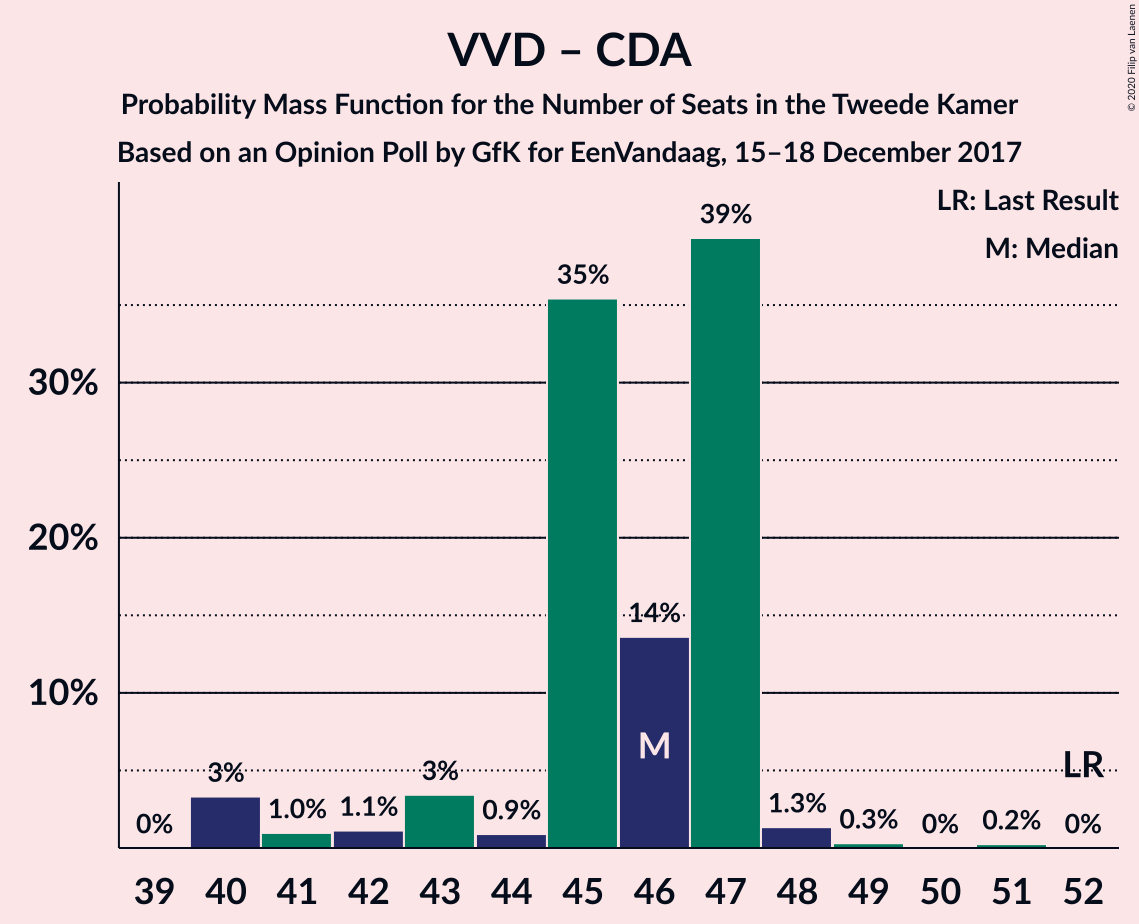 VVD – CDA
Probability Mass Function for the Number of Seats in the Tweede Kamer
Based on an Opinion Poll by GfK for EenVandaag, 15–18 December 2017
© 2020 Filip van Laenen
LR: Last Result
M: Median
39%
35%
30%
20%
14%
10%
M
LR
0%
3%
1.0%
1.1%
3%
0.9%
1.3%
0.3%
0%
0.2%
0%
39 40 41 42 43 44 45 46 47 48 49 50 51 52